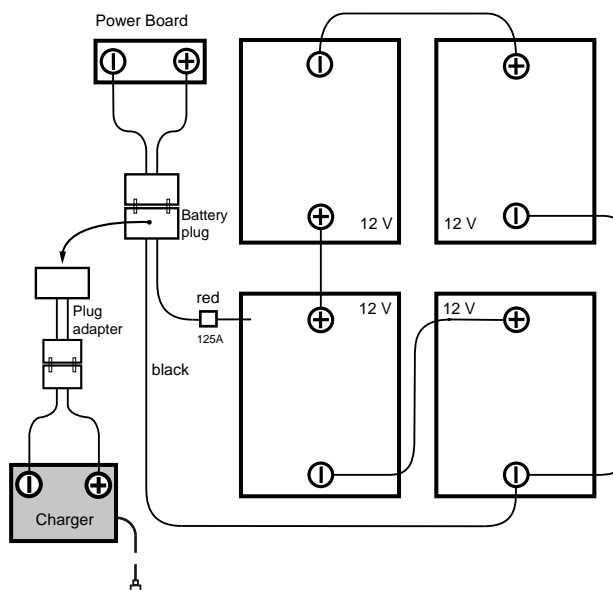 Power Board
12 V
12 V
Battery
plug
red
125A
12 V
12 V
Plug
adapter
black
Charger